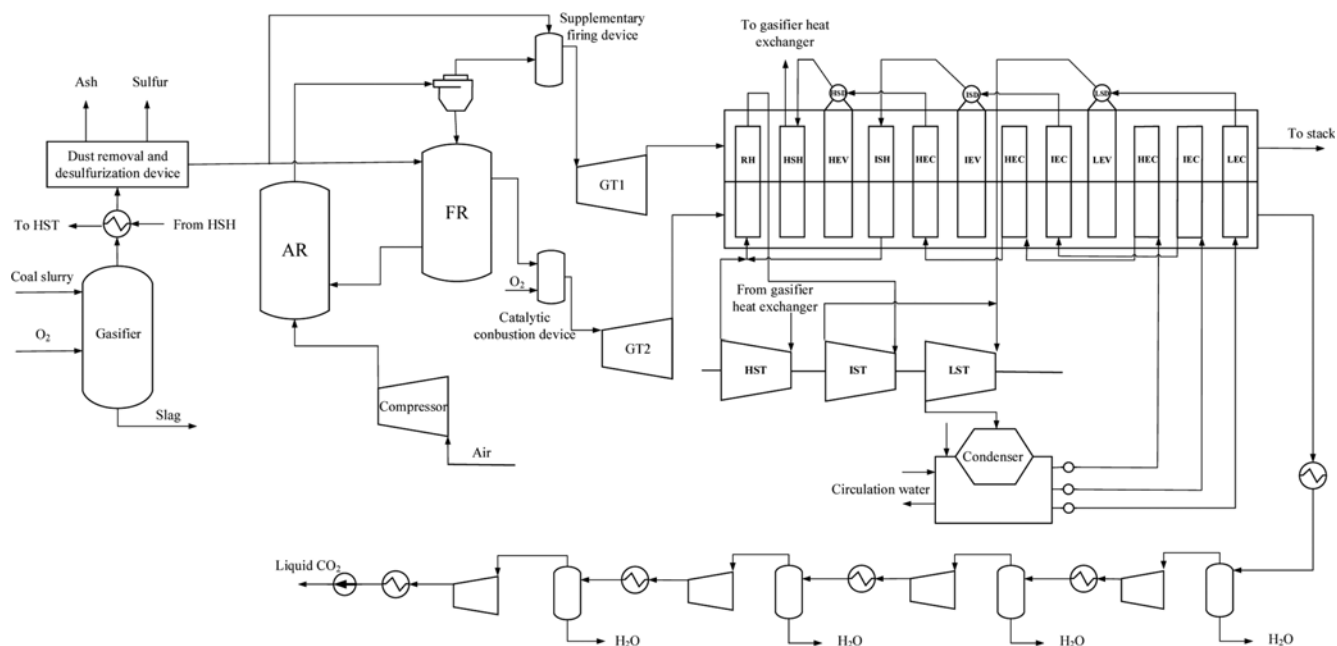 Supplementary
firing device
To gasifier heat
exchanger
Ash
Sulfur
Dust removal and
desulfurization device
To HST
From HSH
Coal slurry
O2
Gasifier
Slag
AR
FR
O2
Catalytic conbustion device
GT1
GT2
Compressor
Air
HSD
ISD
LSD
RH
HSH
HEV
ISH
HEC
IEV
HEC
IEC
LEV
HEC
IEC
LEC
To stack
From gasifier
heat exchanger
HST
IST
LST
Condenser
Circulation water
Liquid CO2
H2O
H2O
H2O
H2O